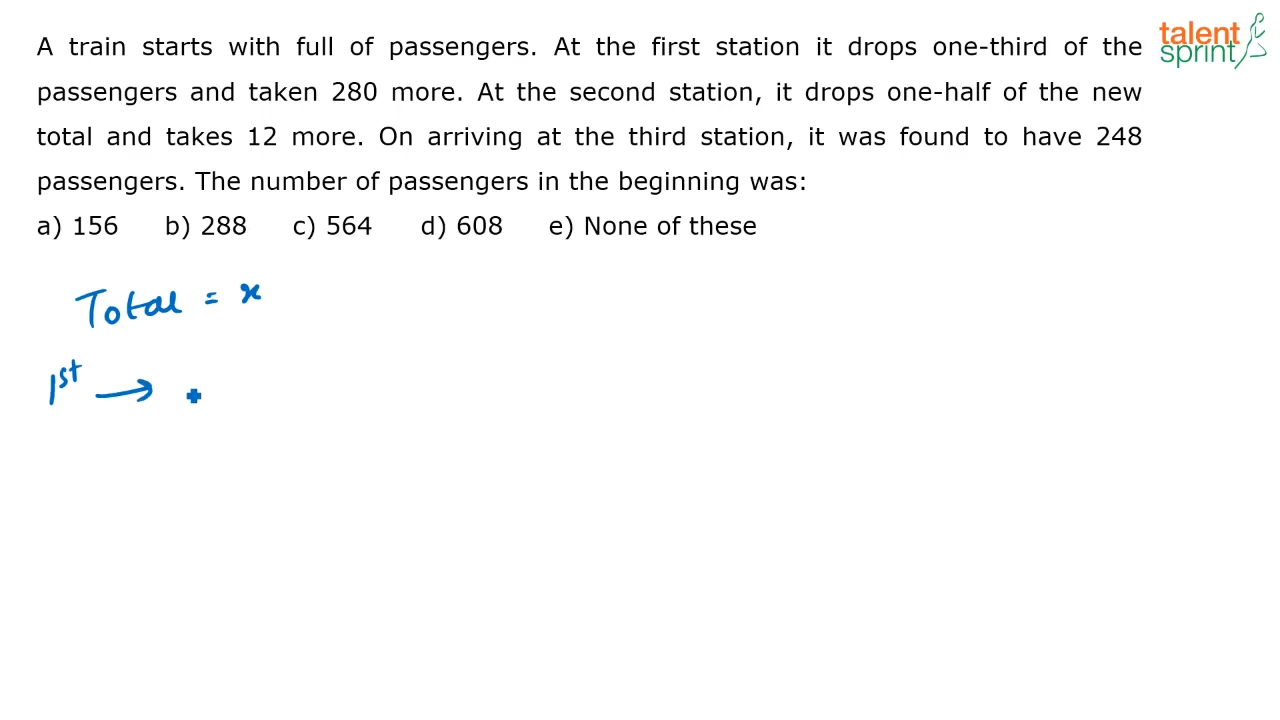 talent
sprint
A train starts with full of passengers. At the first station it drops one-third of the
passengers and taken 280 more. At the second station, it drops one-half of the new
total and takes 12 more. On arriving at the third station, it was found to have 248
passengers. The number of passengers in the beginning was:
a) 156 b) 288 c) 564 d) 608 e) None of these
Total = x
1st →